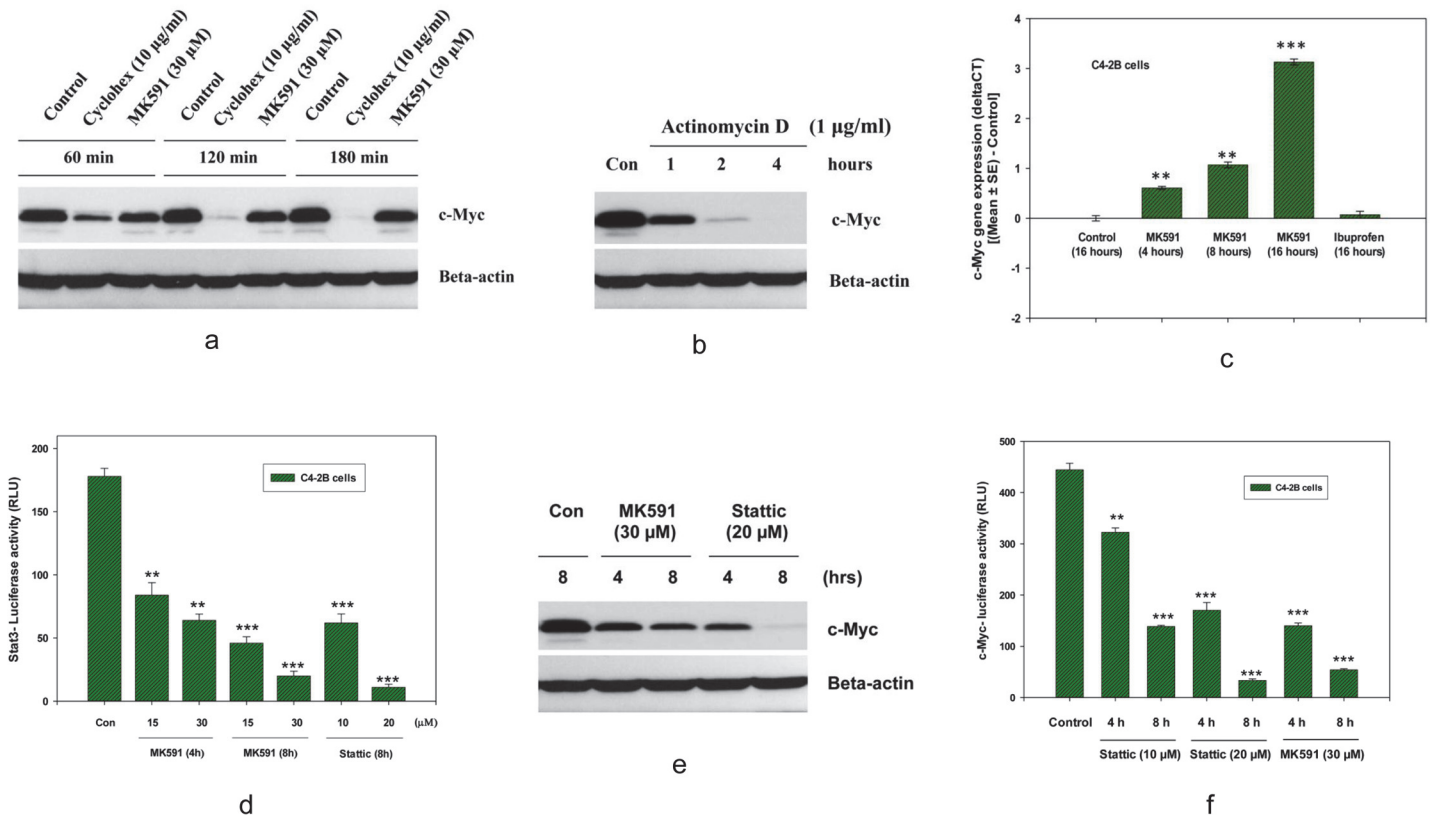 Control
Cyclohex (10 µg/ml)
MK591 (30 µM)
Control
Cyclohex (10 µg/ml)
MK591 (30 µM)
Control
Cyclohex (10 µg/ml)
MK591 (30 µM)
60 min 120 min 180 min
c-Myc
Beta-actin
a
Actinomycin D (1 µg/ml)
Con 1 2 4 hours
c-Myc
Beta-actin
b
c-Myc gene expression (deltaCT)
[(Mean ± SE) - Control]
4
3
2
1
0
-1
-2
C4-2B cells
**
**
***
Control MK591 MK591 MK591 Ibuprofen
(16 hours) (4 hours) (8 hours) (16 hours) (16 hours)
c
Stat3- Luciferase activity (RLU)
200
150
100
50
0
C4-2B cells
**
**
***
***
***
***
Con 15 30 15 30 10 20 (µM)
MK591 (4h) MK591 (8h) Stattic (8h)
d
Con MK591 Stattic
(30 µM) (20 µM)
8 4 8 4 8 (hrs)
c-Myc
Beta-actin
e
c-Myc- luciferase activity (RLU)
500
400
300
200
100
0
C4-2B cells
**
***
***
***
***
***
Control 4 h 8 h 4 h 8 h 4 h 8 h
Stattic (10 µM) Stattic (20 µM) MK591 (30 µM)
f